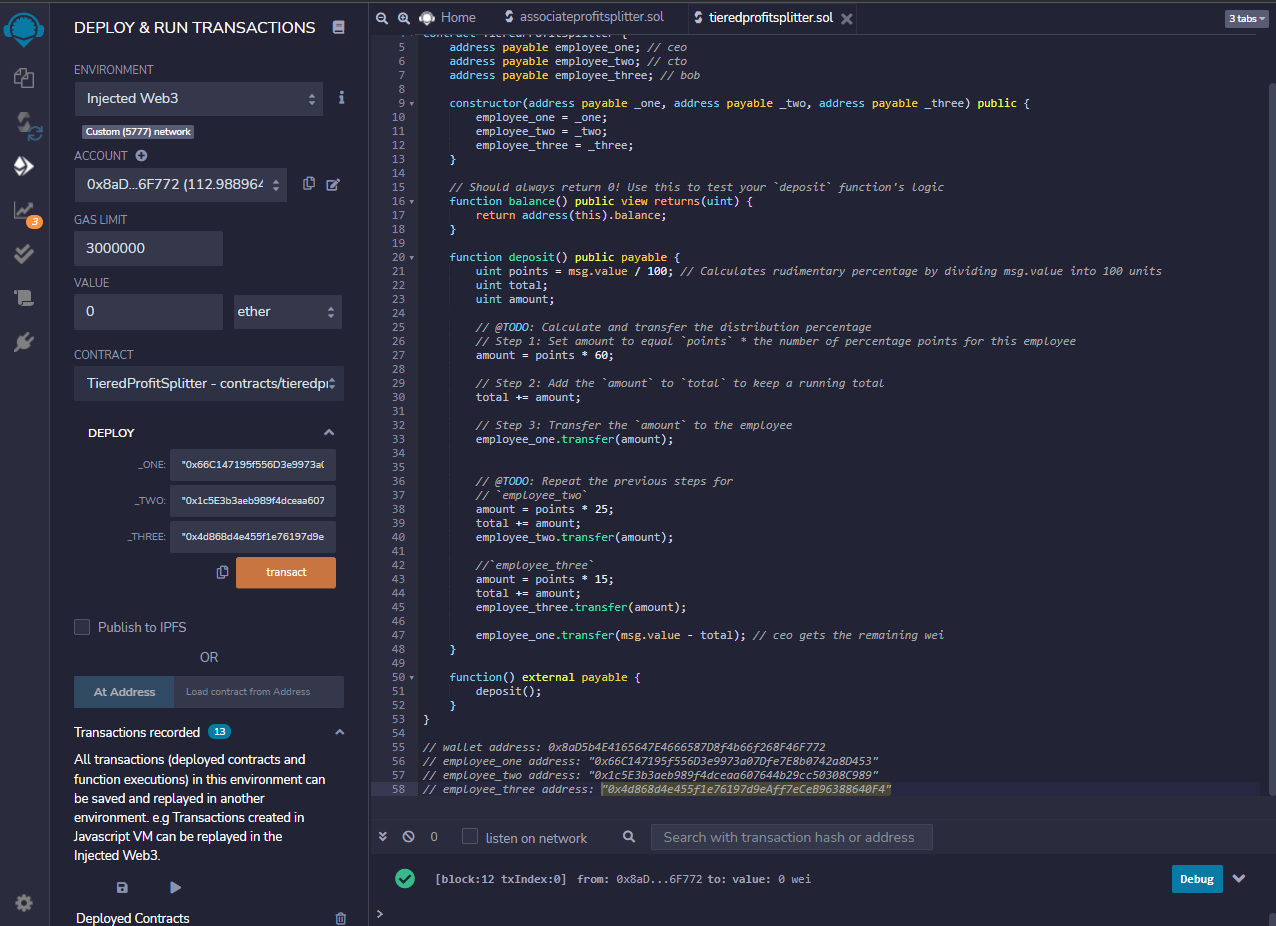 DEPLOY & RUN TRANSACTIONS
ENVIRONMENT
Injected Web3
Custom (5777) network
ACCOUNT
0x8aD...6F772 (112.988964
GAS LIMIT
3000000
VALUE
0
ether
CONTRACT
TieredProfitSplitter - contracts/tieredpr
DEPLOY
_ONE:
"0x66C147195f556D3e9973a0
_TWO:
"0x1c5E3b3aeb989f4dceaa607
_THREE:
"0x4d868d4e455f1e76197d9e
transact
Publish to IPFS
OR
At Address
Load contract from Address
Transactions recorded
13
All transactions (deployed contracts and
function executions) in this environment can
be saved and replayed in another
environment. e.g Transactions created in
Javascript VM can be replayed in the
Injected Web3.
Deployed Contracts
3
Home
associateprofitsplitter.sol
tieredprofitsplitter.sol
3 tabs
4 contract TieredProfitSplitter {
5 address payable employee_one; // ceo
6 address payable employee_two; // cto
7 address payable employee_three; // bob
8
9 constructor(address payable _one, address payable _two, address payable _three) public {
10 employee_one = _one;
11 employee_two = _two;
12 employee_three = _three;
13 }
14
15 // Should always return 0! Use this to test your `deposit` function's logic
16 function balance() public view returns(uint) {
17 return address(this).balance;
18 }
19
20 function deposit() public payable {
21 uint points = msg.value / 100; // Calculates rudimentary percentage by dividing msg.value into 100 units
22 uint total;
23 uint amount;
24
25 // @TODO: Calculate and transfer the distribution percentage
26 // Step 1: Set amount to equal `points` * the number of percentage points for this employee
27 amount = points * 60;
28
29 // Step 2: Add the `amount` to `total` to keep a running total
30 total += amount;
31
32 // Step 3: Transfer the `amount` to the employee
33 employee_one.transfer(amount);
34
35
36 // @TODO: Repeat the previous steps for
37 // `employee_two`
38 amount = points * 25;
39 total += amount;
40 employee_two.transfer(amount);
41
42 //`employee_three`
43 amount = points * 15;
44 total += amount;
45 employee_three.transfer(amount);
46
47 employee_one.transfer(msg.value - total); // ceo gets the remaining wei
48 }
49
50 function() external payable {
51 deposit();
52 }
53 }
54
55 // wallet address: 0x8aD5b4E4165647E4666587D8f4b66f268F46F772
56 // employee_one address: "0x66C147195f556D3e9973a07Dfe7E8b0742a8D453"
57 // employee_two address: "0x1c5E3b3aeb989f4dceaa607644b29cc50308C989"
58 // employee_three address: "0x4d868d4e455f1e76197d9eAff7eCeB96388640F4"
0
listen on network
Search with transaction hash or address
[block:12 txIndex:0] from: 0x8aD...6F772 to: value: 0 wei
Debug
>